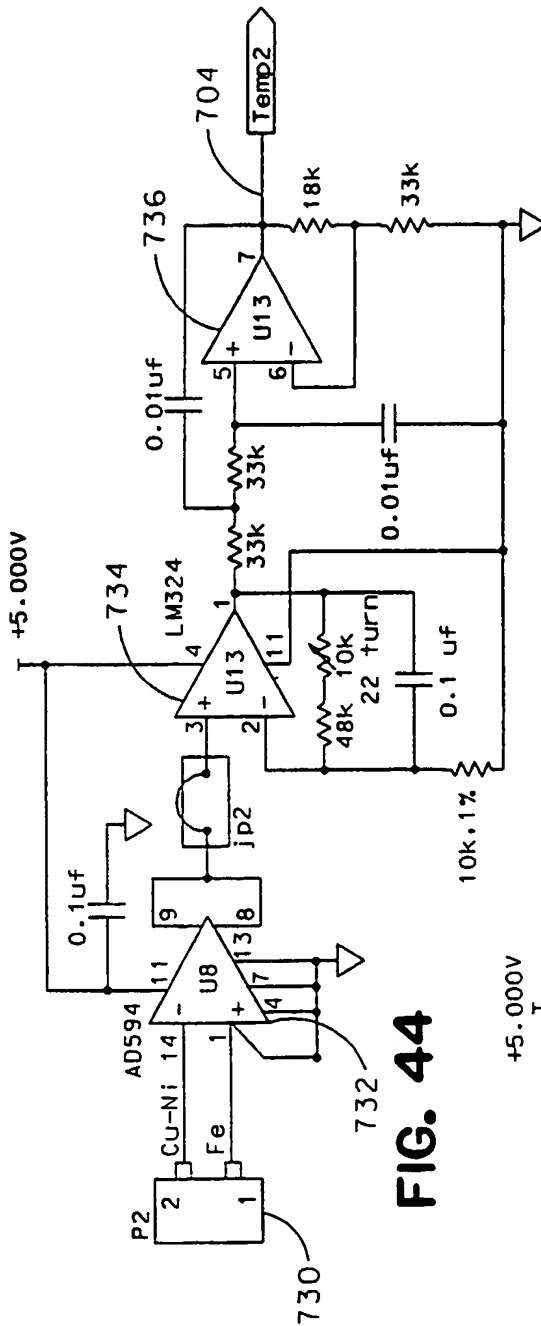 +5.000V
0.1uf
AD594
P2
2
1
Cu-Ni
Fe
14
1
11
-
U8
+
9
8
13
7
4
jp2
730
732
734
LM324
3
+
U13
-
2
4
1
11
48k
10k
22 turn
0.1 uf
10k.1%
33k
33k
0.01uf
0.01uf
736
5
+
U13
-
6
7
704
Temp2
18k
33k
FIG. 44
+5.000V